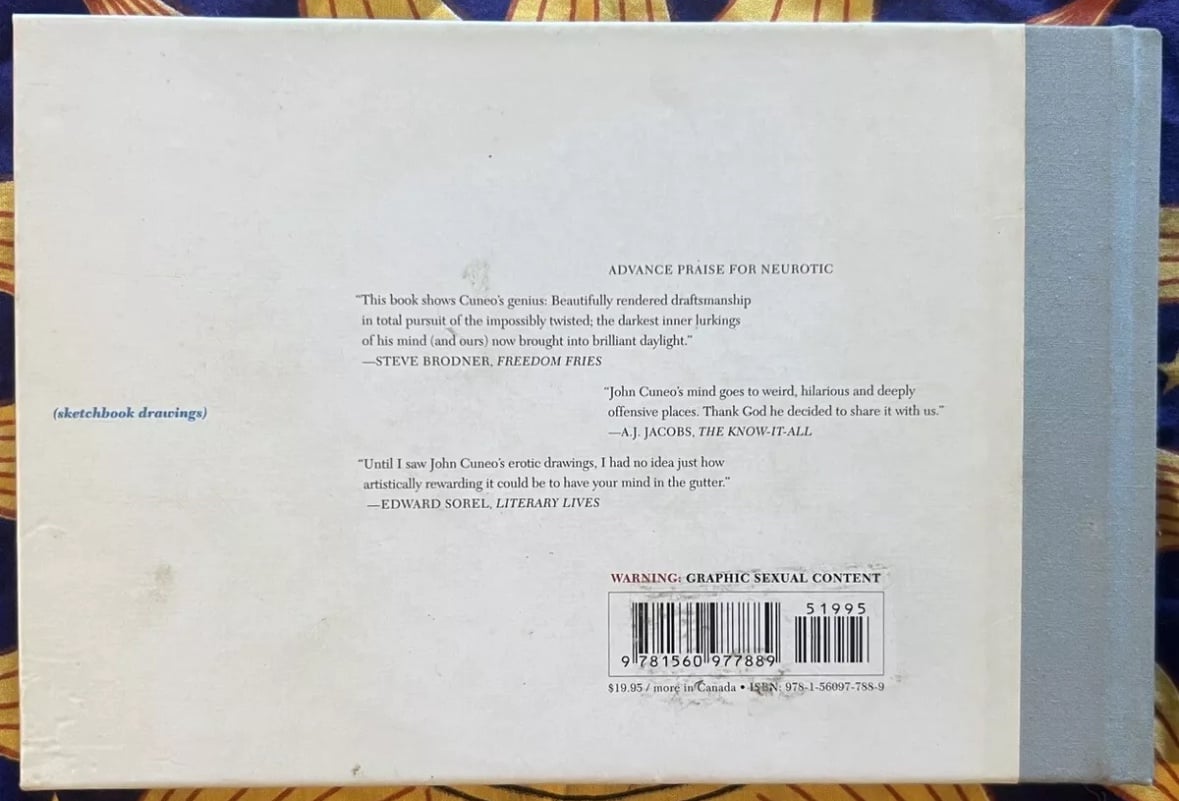 ADVANCE PRAISE FOR NEUROTIC
“This book shows Cuneo’s genius: Beautifully rendered draftsmanship
in total pursuit of the impossibly twisted; the darkest inner lurkings
of his mind (and ours) now brought into brilliant daylight.”
—STEVE BRODNER, FREEDOM FRIES
“John Cuneo’s mind goes to weird, hilarious and deeply
offensive places. Thank God he decided to share it with us.”
—A.J. JACOBS, THE KNOW-IT-ALL
(sketchbook drawings)
“Until I saw John Cuneo’s erotic drawings, I had no idea just how
artistically rewarding it could be to have your mind in the gutter.”
—EDWARD SOREL, LITERARY LIVES
WARNING: GRAPHIC SEXUAL CONTENT
51995
9 781560 977889
$19.95 / more in Canada • ISBN: 978-1-56097-788-9